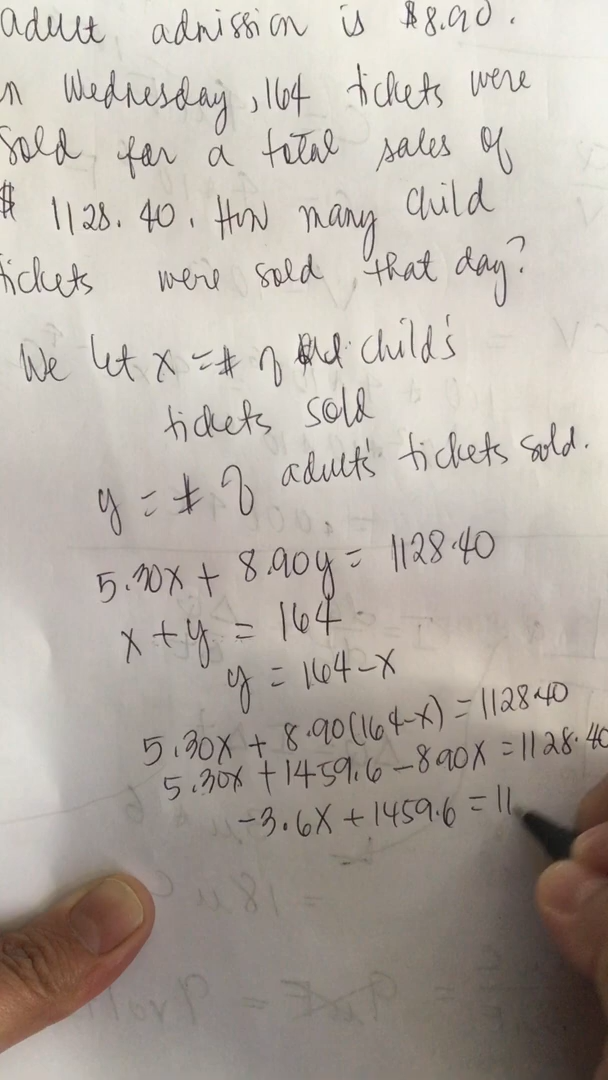 adult admission is $8.90.
n Wednesday, 164 tickets were
sold for a total sales of
$ 1128.40. How many child
tickets were sold that day?
We let x = # of child's
tickets sold
y = # of adult's tickets sold.
5.30x + 8.90y = 1128.40
x + y = 164
y = 164-x
5.30x + 8.90(164-x) = 1128.40
5.30x + 1459.6 - 8.90x = 1128.40
-3.6x + 1459.6 = 11